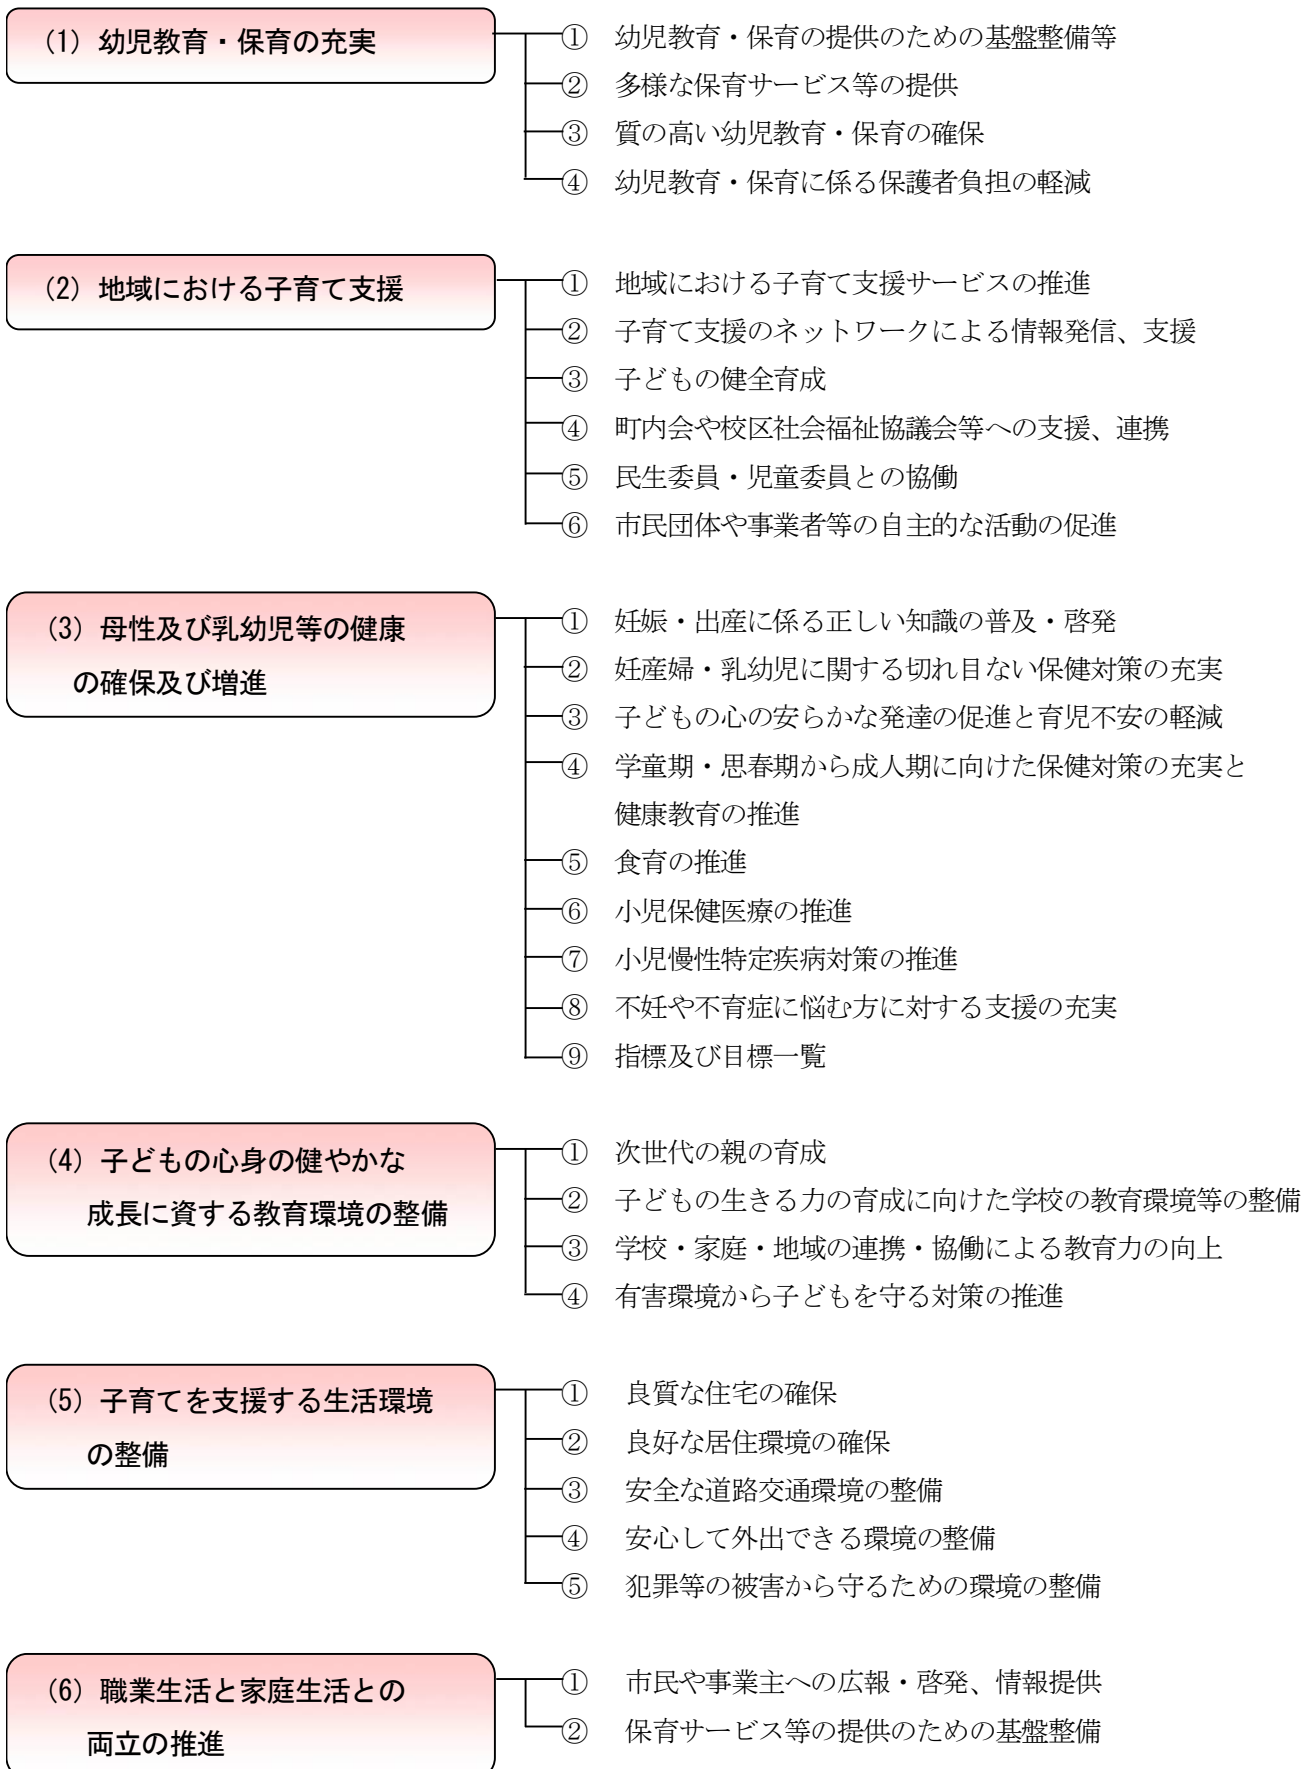 (1) 幼児教育・保育の充実
① 幼児教育・保育の提供のための基盤整備等
② 多様な保育サービス等の提供
③ 質の高い幼児教育・保育の確保
④ 幼児教育・保育に係る保護者負担の軽減
(2) 地域における子育て支援
① 地域における子育て支援サービスの推進
② 子育て支援のネットワークによる情報発信、支援
③ 子どもの健全育成
④ 町内会や校区社会福祉協議会等への支援、連携
⑤ 民生委員・児童委員との協働
⑥ 市民団体や事業者等の自主的な活動の促進
(3) 母性及び乳幼児等の健康
の確保及び増進
① 妊娠・出産に係る正しい知識の普及・啓発
② 妊産婦・乳幼児に関する切れ目ない保健対策の充実
③ 子どもの心の安らかな発達の促進と育児不安の軽減
④ 学童期・思春期から成人期に向けた保健対策の充実と
健康教育の推進
⑤ 食育の推進
⑥ 小児保健医療の推進
⑦ 小児慢性特定疾病対策の推進
⑧ 不妊や不育症に悩む方に対する支援の充実
⑨ 指標及び目標一覧
(4) 子どもの心身の健やかな
成長に資する教育環境の整備
① 次世代の親の育成
② 子どもの生きる力の育成に向けた学校の教育環境等の整備
③ 学校・家庭・地域の連携・協働による教育力の向上
④ 有害環境から子どもを守る対策の推進
(5) 子育てを支援する生活環境
の整備
① 良質な住宅の確保
② 良好な居住環境の確保
③ 安全な道路交通環境の整備
④ 安心して外出できる環境の整備
⑤ 犯罪等の被害から守るための環境の整備
(6) 職業生活と家庭生活との
両立の推進
① 市民や事業主への広報・啓発、情報提供
② 保育サービス等の提供のための基盤整備